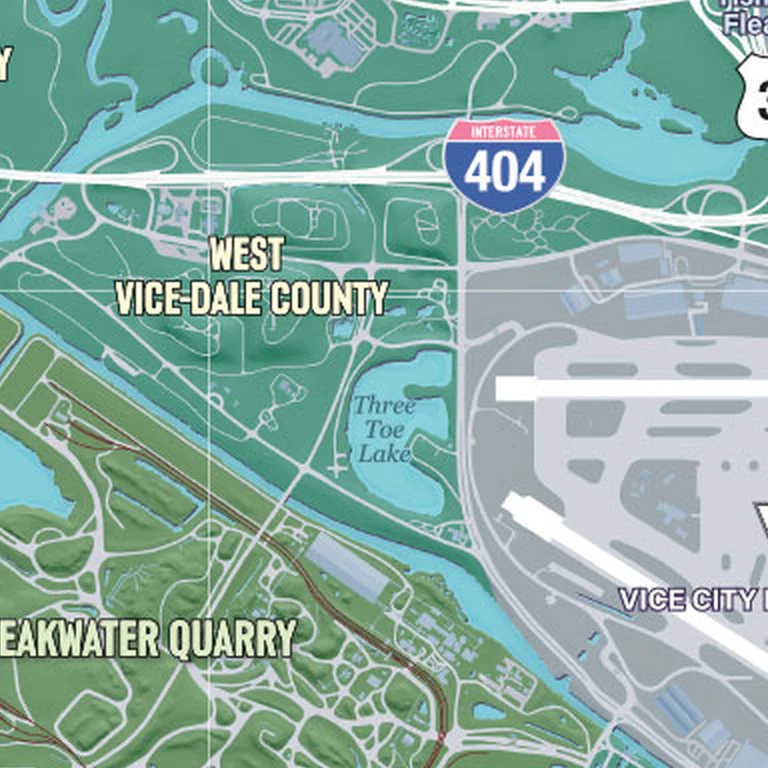 INTERSTATE
404
WEST
VICE-DALE COUNTY
Three
Toe
Lake
VICE CITY
EAKWATER QUARRY